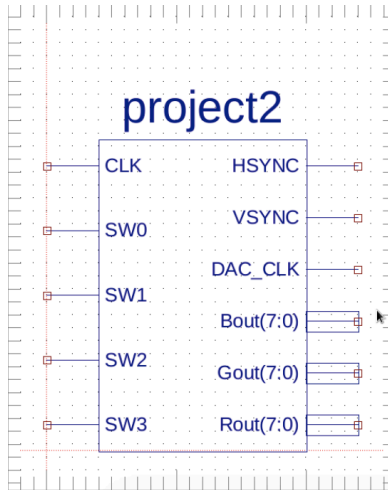 project2
CLK
SW0
SW1
SW2
SW3
HSYNC
VSYNC
DAC_CLK
Bout(7:0)
Gout(7:0)
Rout(7:0)